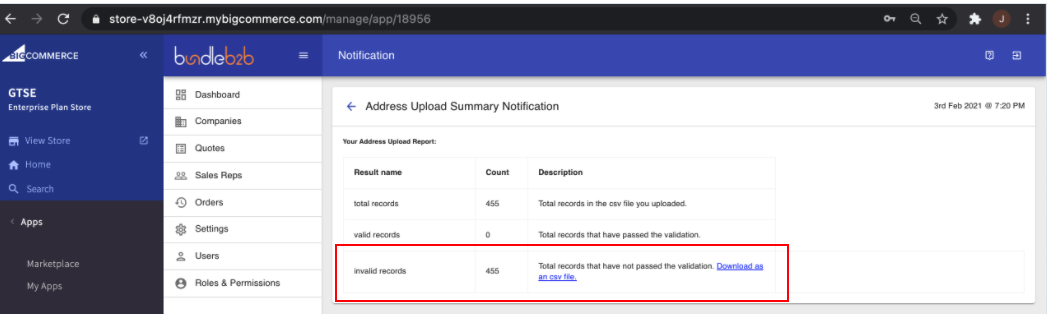 store-v8oj4rfmzr.mybigcommerce.com/manage/app/18956
J
BIGCOMMERCE
«
bundleb2b
Notification
GTSE
Enterprise Plan Store
View Store
Home
Search
Apps
Marketplace
My Apps
Dashboard
Companies
Quotes
Sales Reps
Orders
Settings
Users
Roles & Permissions
Address Upload Summary Notification
3rd Feb 2021 @ 7:20 PM
Your Address Upload Report:
Result name Count Description
total records 455 Total records in the csv file you uploaded.
valid records 0 Total records that have passed the validation.
invalid records 455 Total records that have not passed the validation. Download as
an csv file.